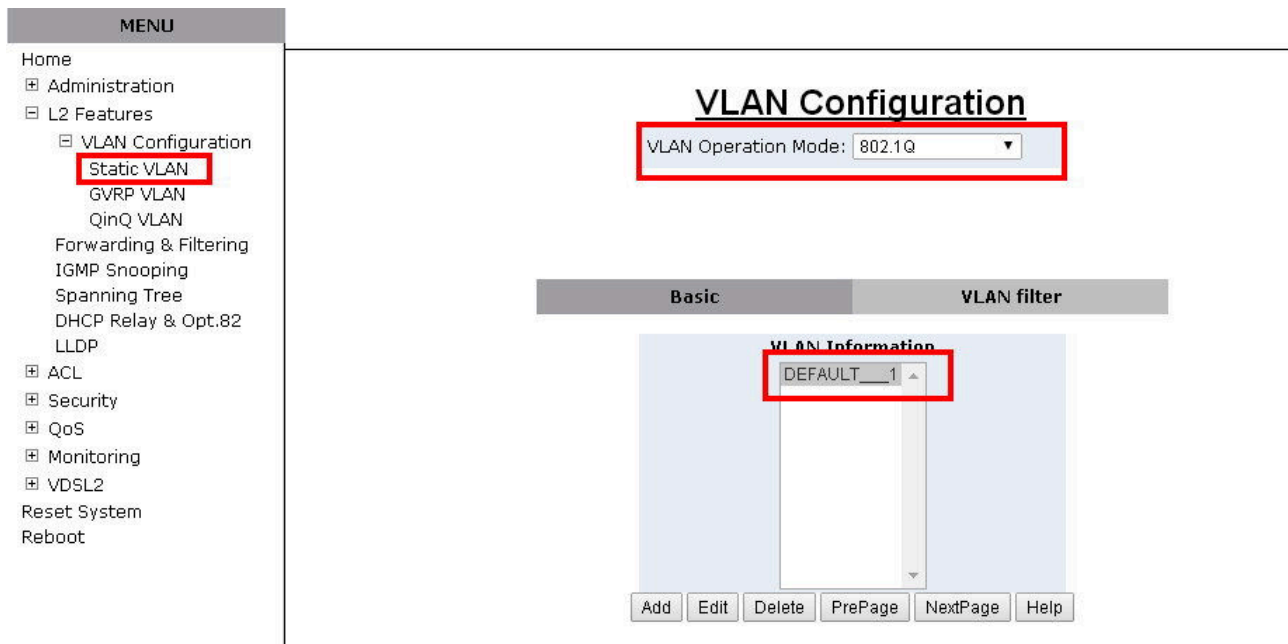 MENU
Home
Administration
L2 Features
VLAN Configuration
Static VLAN
GVRP VLAN
QinQ VLAN
Forwarding & Filtering
IGMP Snooping
Spanning Tree
DHCP Relay & Opt.82
LLDP
ACL
Security
QoS
Monitoring
VDSL2
Reset System
Reboot
VLAN Configuration
VLAN Operation Mode: 802.1Q
Basic VLAN filter
VLAN Information
DEFAULT___1
Add Edit Delete PrePage NextPage Help